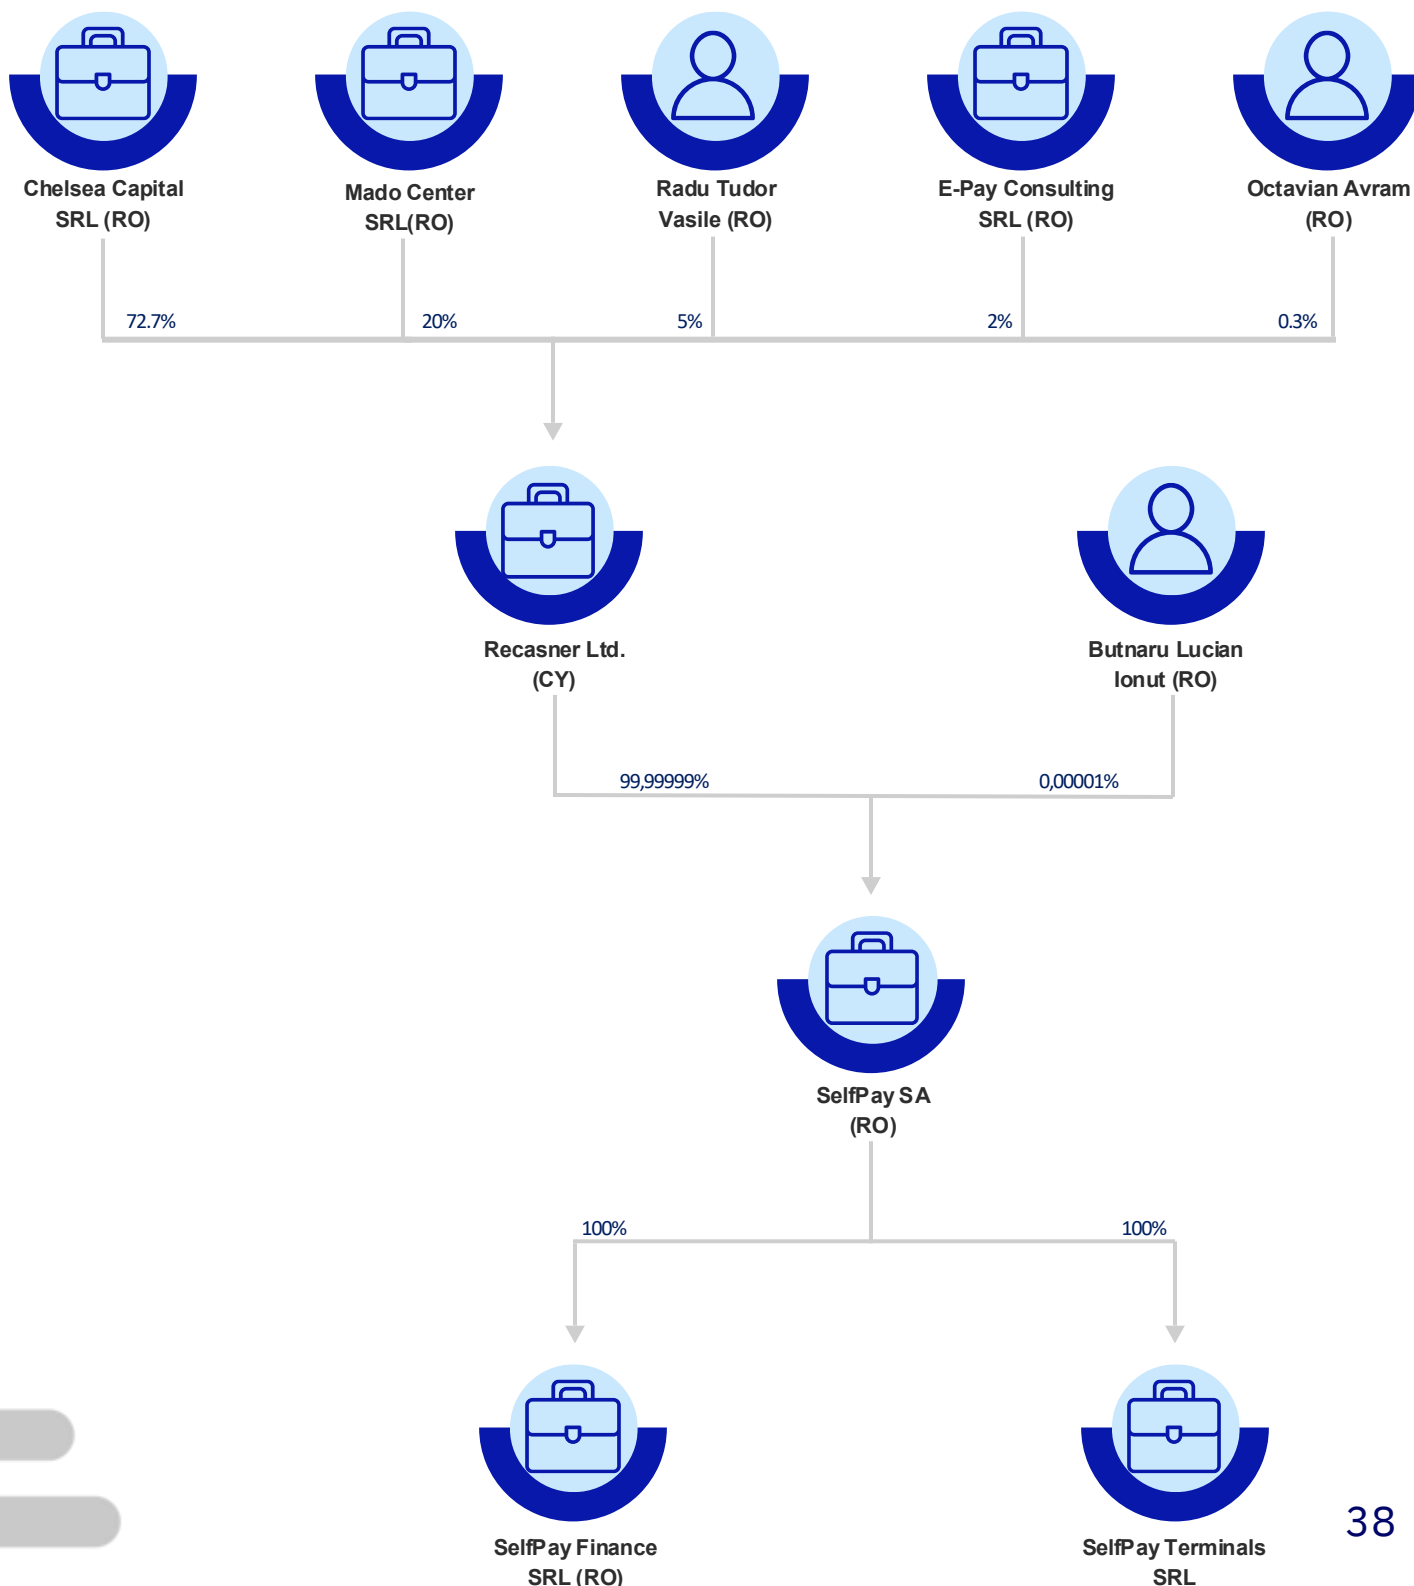 Chelsea Capital
SRL (RO)
Mado Center
SRL(RO)
Radu Tudor
Vasile (RO)
E-Pay Consulting
SRL (RO)
Octavian Avram
(RO)
72.7%
20%
5%
2%
0.3%
Recasner Ltd.
(CY)
Butnaru Lucian
Ionut (RO)
99,99999%
0,00001%
SelfPay SA
(RO)
100%
100%
SelfPay Finance
SRL (RO)
SelfPay Terminals
SRL
38